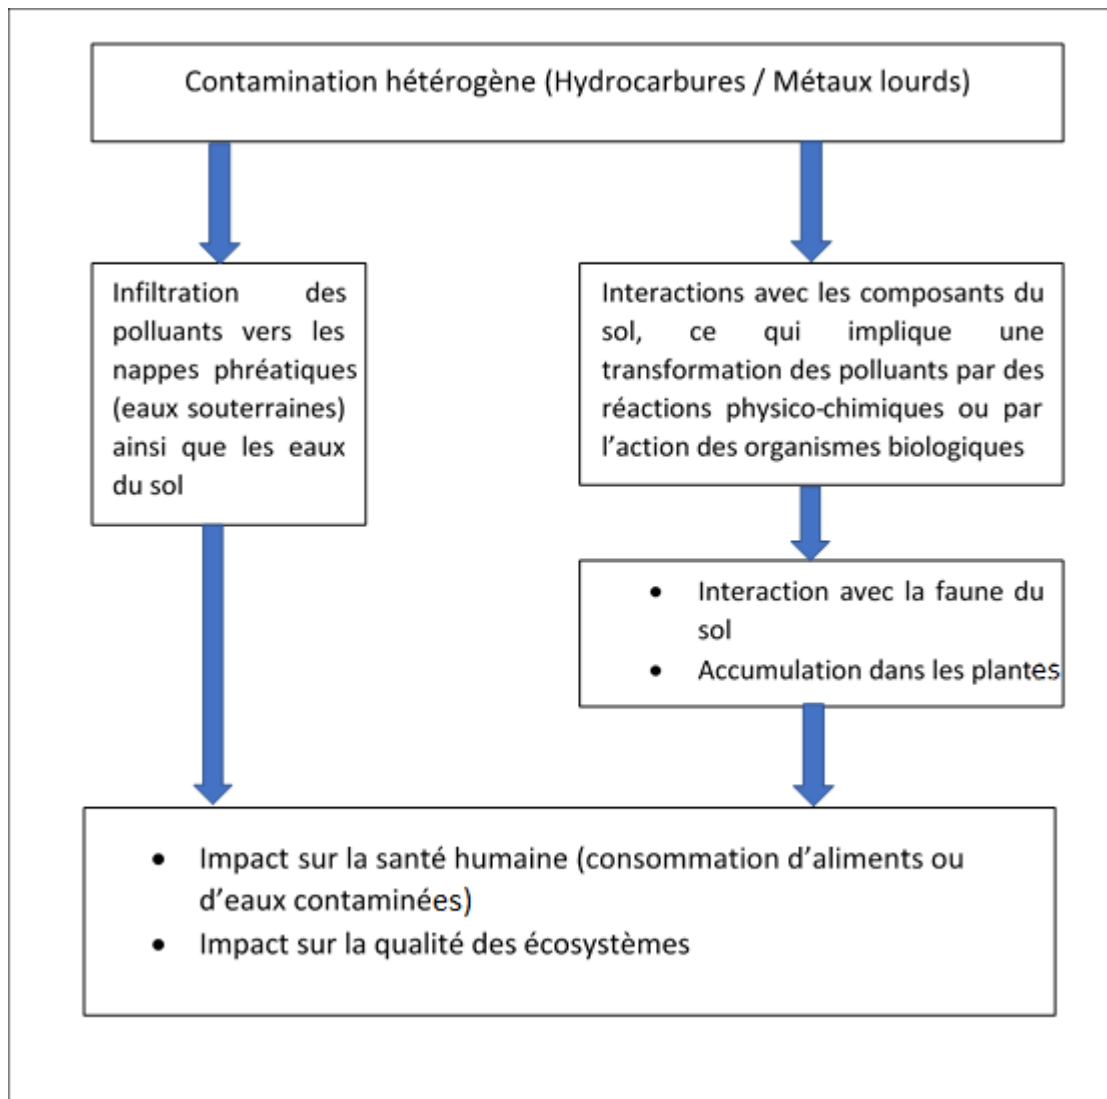 Contamination hétérogène (Hydrocarbures / Métaux lourds)
Infiltration des
polluants vers les
nappes phréatiques
(eaux souterraines)
ainsi que les eaux
du sol
Interactions avec les composants du
sol, ce qui implique une
transformation des polluants par des
réactions physico-chimiques ou par
l’action des organismes biologiques
• Interaction avec la faune du
sol
• Accumulation dans les plantes
• Impact sur la santé humaine (consommation d’aliments ou
d’eaux contaminées)
• Impact sur la qualité des écosystèmes